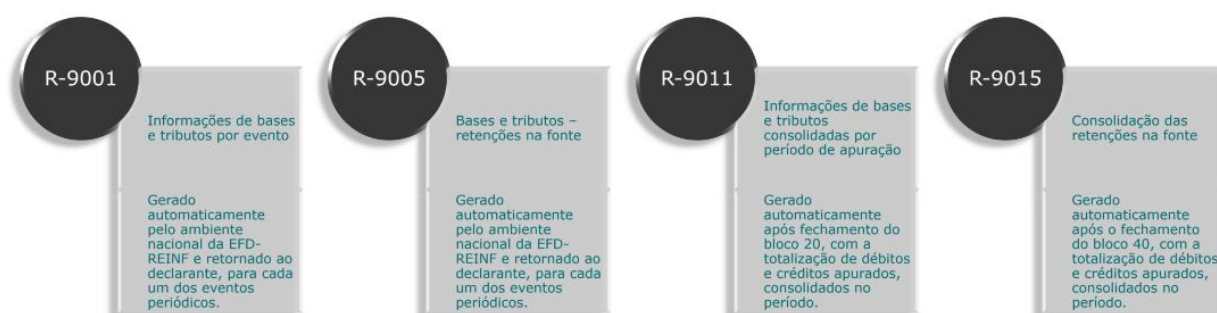 R-9001
Informações de bases
e tributos por evento
Gerado
automaticamente
pelo ambiente
nacional da EFD-
REINF e retornado ao
declarante, para cada
um dos eventos
periódicos.
R-9005
Bases e tributos –
retenções na fonte
Gerado
automaticamente
pelo ambiente
nacional da EFD-
REINF e retornado ao
declarante, para cada
um dos eventos
periódicos.
R-9011
Informações de bases
e tributos
consolidadas por
período de apuração
Gerado
automaticamente
após fechamento do
bloco 20, com a
totalização de débitos
e créditos apurados,
consolidados no
período.
R-9015
Consolidação das
retenções na fonte
Gerado
automaticamente
após o fechamento
do bloco 40, com a
totalização de débitos
e créditos apurados,
consolidados no
período.